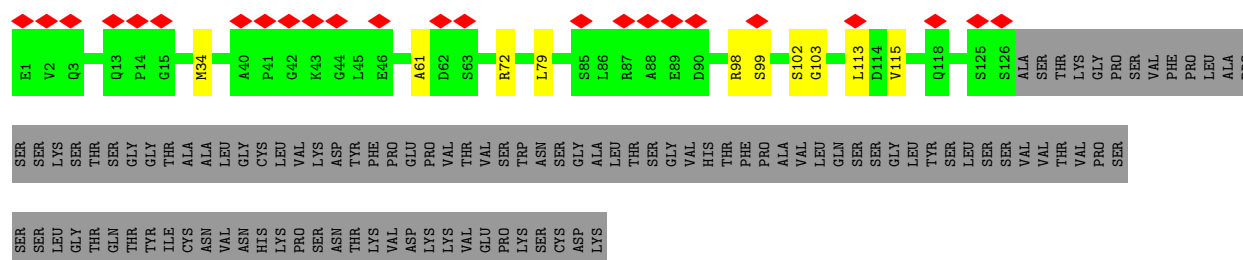 E1 V2 Q3 Q13 P14 G15 M34 A40 P41 G42 K43 G44 L45 E46 A61 D62 S63 R72 L79 S85 L86 R87 A88 E89 D90 R98 S99 S102 G103 L113 D114 V115 Q118 S125 S126 ALA SER THR LYS GLY PRO SER VAL PHE PRO LEU ALA PRO
SER SER LYS SER THR SER GLY GLY THR ALA ALA LEU GLY CYS LEU VAL LYS ASP TYR PHE PRO GLU PRO VAL THR VAL SER TRP ASN SER GLY ALA LEU THR SER GLY VAL HIS THR PHE PRO ALA VAL LEU GLN SER SER GLY LEU TYR SER LEU SER SER VAL VAL THR VAL PRO SER
SER SER LEU GLY THR GLN THR TYR ILE CYS ASN VAL ASN HIS LYS PRO SER ASN THR LYS VAL ASP LYS LYS VAL GLU PRO LYS SER CYS ASP LYS